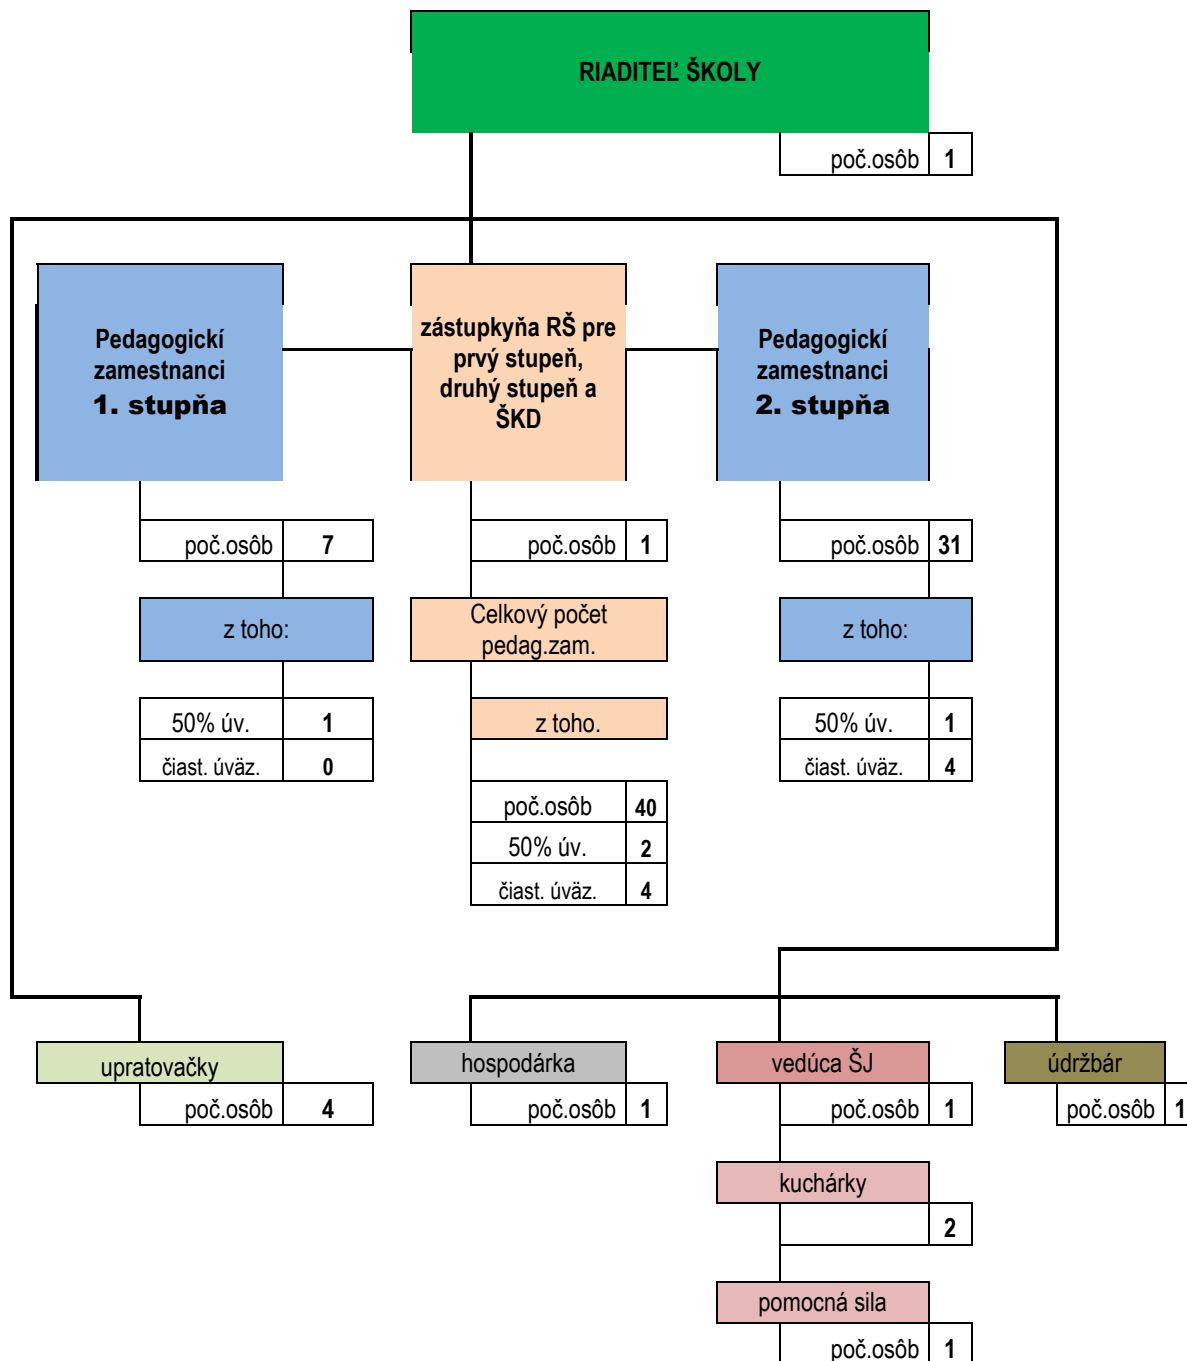 RIADITEĽ ŠKOLY
poč.osôb 1
Pedagogickí
zamestnanci
1. stupňa
zástupkyňa RŠ pre
prvý stupeň,
druhý stupeň a
ŠKD
Pedagogickí
zamestnanci
2. stupňa
poč.osôb 7
poč.osôb 1
poč.osôb 31
z toho:
Celkový počet
pedag.zam.
z toho:
50% úv. 1
čiast. úväz. 0
z toho.
50% úv. 1
čiast. úväz. 4
poč.osôb 40
50% úv. 2
čiast. úväz. 4
upratovačky
poč.osôb 4
hospodárka
poč.osôb 1
vedúca ŠJ
poč.osôb 1
údržbár
poč.osôb 1
kuchárky
2
pomocná sila
poč.osôb 1